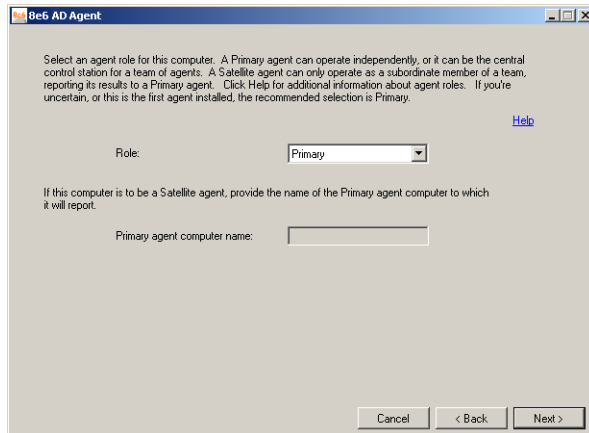 8e6 AD Agent
Select an agent role for this computer. A Primary agent can operate independently, or it can be the central
control station for a team of agents. A Satellite agent can only operate as a subordinate member of a team,
reporting its results to a Primary agent. Click Help for additional information about agent roles. If you're
uncertain, or this is the first agent installed, the recommended selection is Primary.
Help
Role: Primary
If this computer is to be a Satellite agent, provide the name of the Primary agent computer to which
it will report.
Primary agent computer name:
Cancel < Back Next >